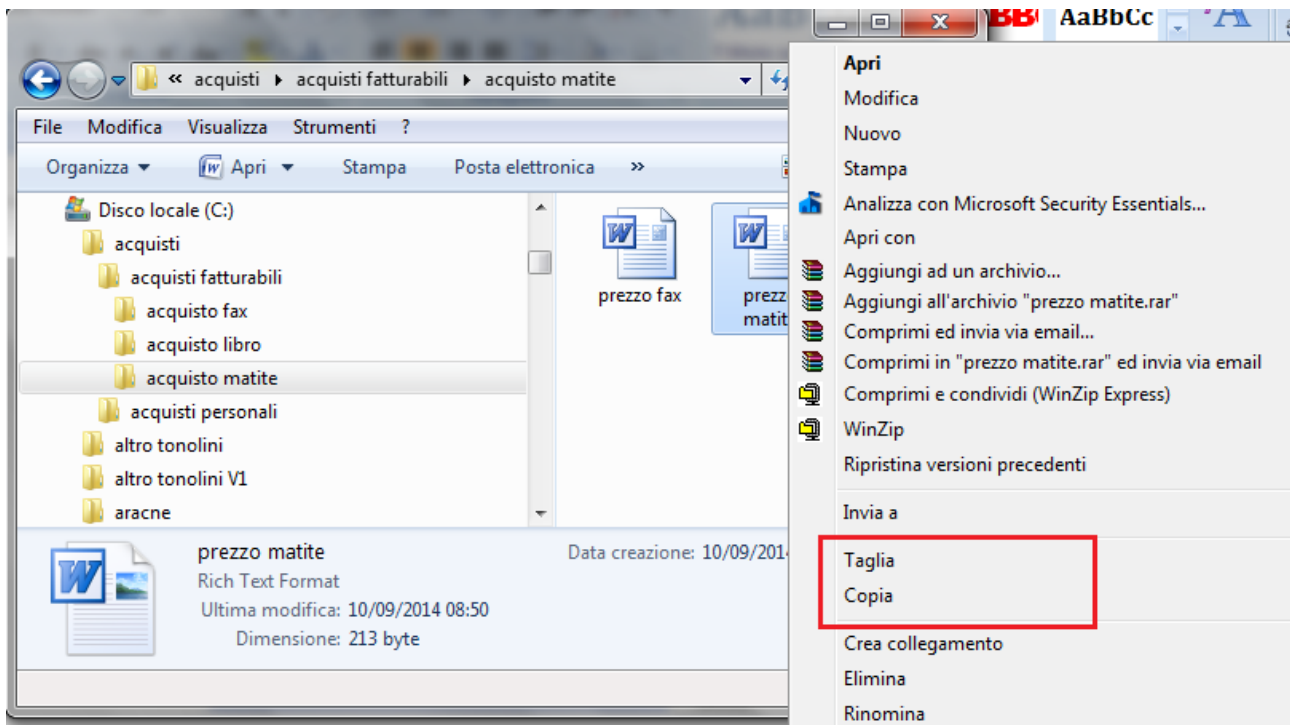 AaBbCc
« acquisti ▸ acquisti fatturabili ▸ acquisto matite
File Modifica Visualizza Strumenti ?
Organizza Apri Stampa Posta elettronica »
Disco locale (C:)
acquisti
acquisti fatturabili
acquisto fax
acquisto libro
acquisto matite
acquisti personali
altro tonolini
altro tonolini V1
aracne
prezzo fax
prezz
matit
prezzo matite
Rich Text Format
Ultima modifica: 10/09/2014 08:50
Dimensione: 213 byte
Data creazione: 10/09/201
Apri
Modifica
Nuovo
Stampa
Analizza con Microsoft Security Essentials...
Apri con
Aggiungi ad un archivio...
Aggiungi all'archivio "prezzo matite.rar"
Comprimi ed invia via email...
Comprimi in "prezzo matite.rar" ed invia via email
Comprimi e condividi (WinZip Express)
WinZip
Ripristina versioni precedenti
Invia a
Taglia
Copia
Crea collegamento
Elimina
Rinomina